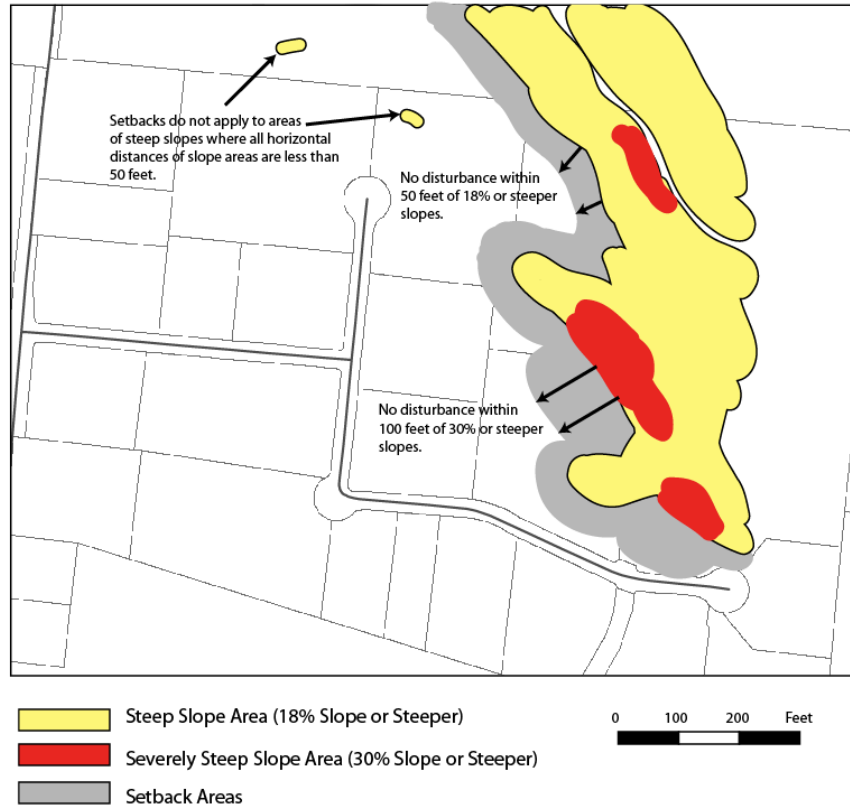 Setbacks do not apply to areas
of steep slopes where all horizontal
distances of slope areas are less than
50 feet.
No disturbance within
50 feet of 18% or steeper
slopes.
No disturbance within
100 feet of 30% or steeper
slopes.
Steep Slope Area (18% Slope or Steeper)
0 100 200 Feet
Severely Steep Slope Area (30% Slope or Steeper)
Setback Areas